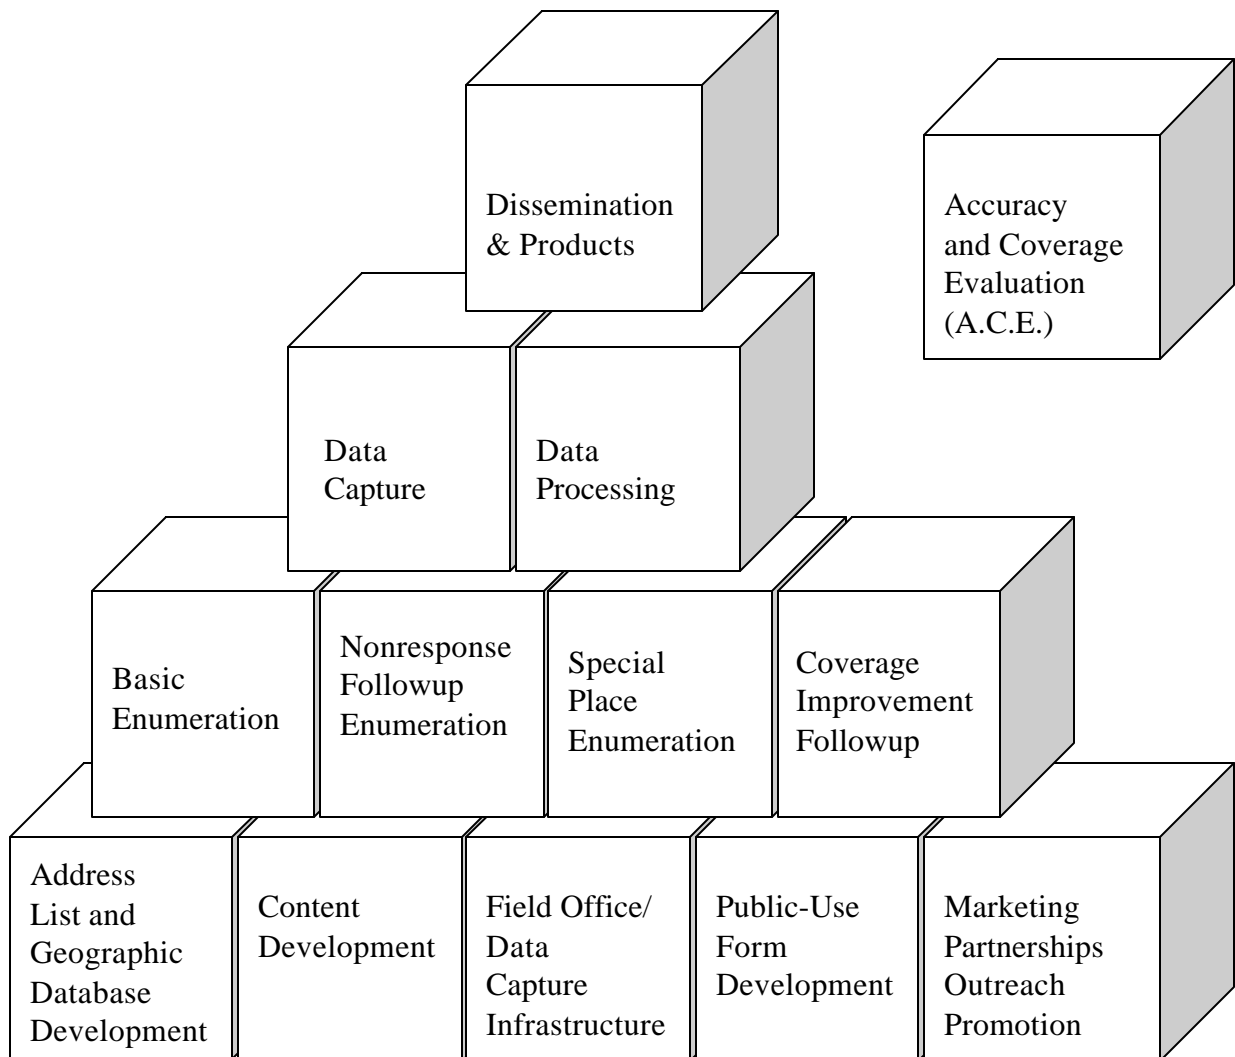 Dissemination
& Products
Accuracy
and Coverage
Evaluation
(A.C.E.)
Data
Capture
Data
Processing
Basic
Enumeration
Nonresponse
Followup
Enumeration
Special
Place
Enumeration
Coverage
Improvement
Followup
Address
List and
Geographic
Database
Development
Content
Development
Field Office/
Data
Capture
Infrastructure
Public-Use
Form
Development
Marketing
Partnerships
Outreach
Promotion